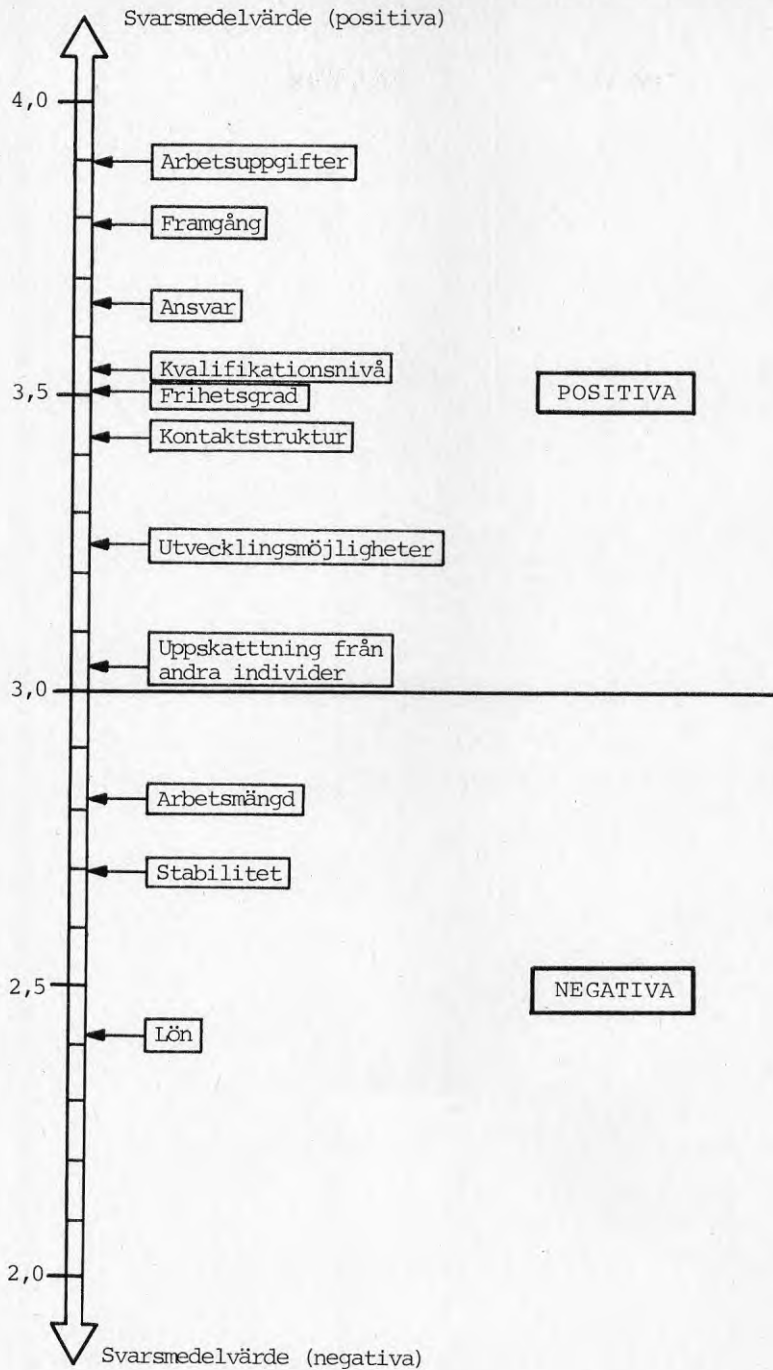 Svarsmedelvärde (positiva)
4,0
Arbetsuppgifter
Framgång
Ansvar
Kvalifikationsnivå
3,5
Frihetsgrad
POSITIVA
Kontaktstruktur
Utvecklingsmöjligheter
Uppskatttning från
andra individer
3,0
Arbetsmängd
Stabilitet
2,5
NEGATIVA
Lön
2,0
Svarsmedelvärde (negativa)